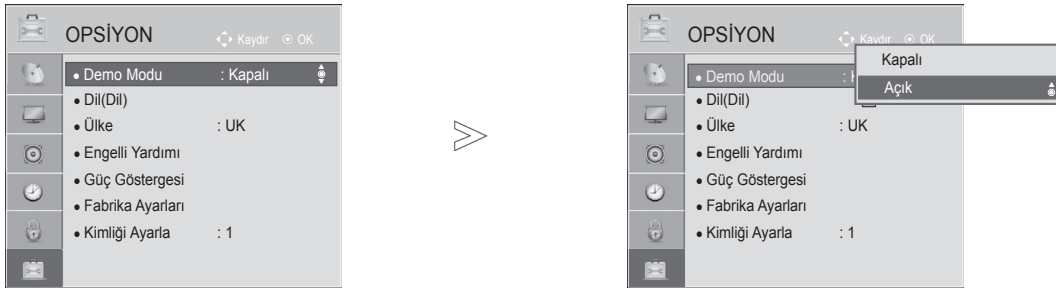 OPSİYON
Kaydır OK
• Demo Modu : Kapalı
• Dil(Dil)
• Ülke : UK
• Engelli Yardımı
• Güç Göstergesi
• Fabrika Ayarları
• Kimliği Ayarla : 1
>
OPSİYON
Kaydır OK
Kapalı
Açık
• Demo Modu
• Dil(Dil)
• Ülke : UK
• Engelli Yardımı
• Güç Göstergesi
• Fabrika Ayarları
• Kimliği Ayarla : 1